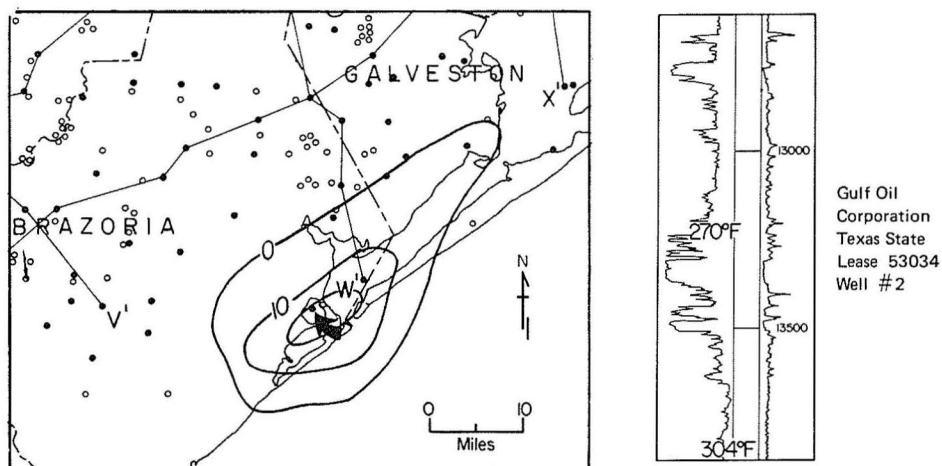 GALVESTON
X'
BRAZORIA
0
10
W'
V'
N
0 10
Miles
13000
270°F
13500
304°F
Gulf Oil
Corporation
Texas State
Lease 53034
Well #2